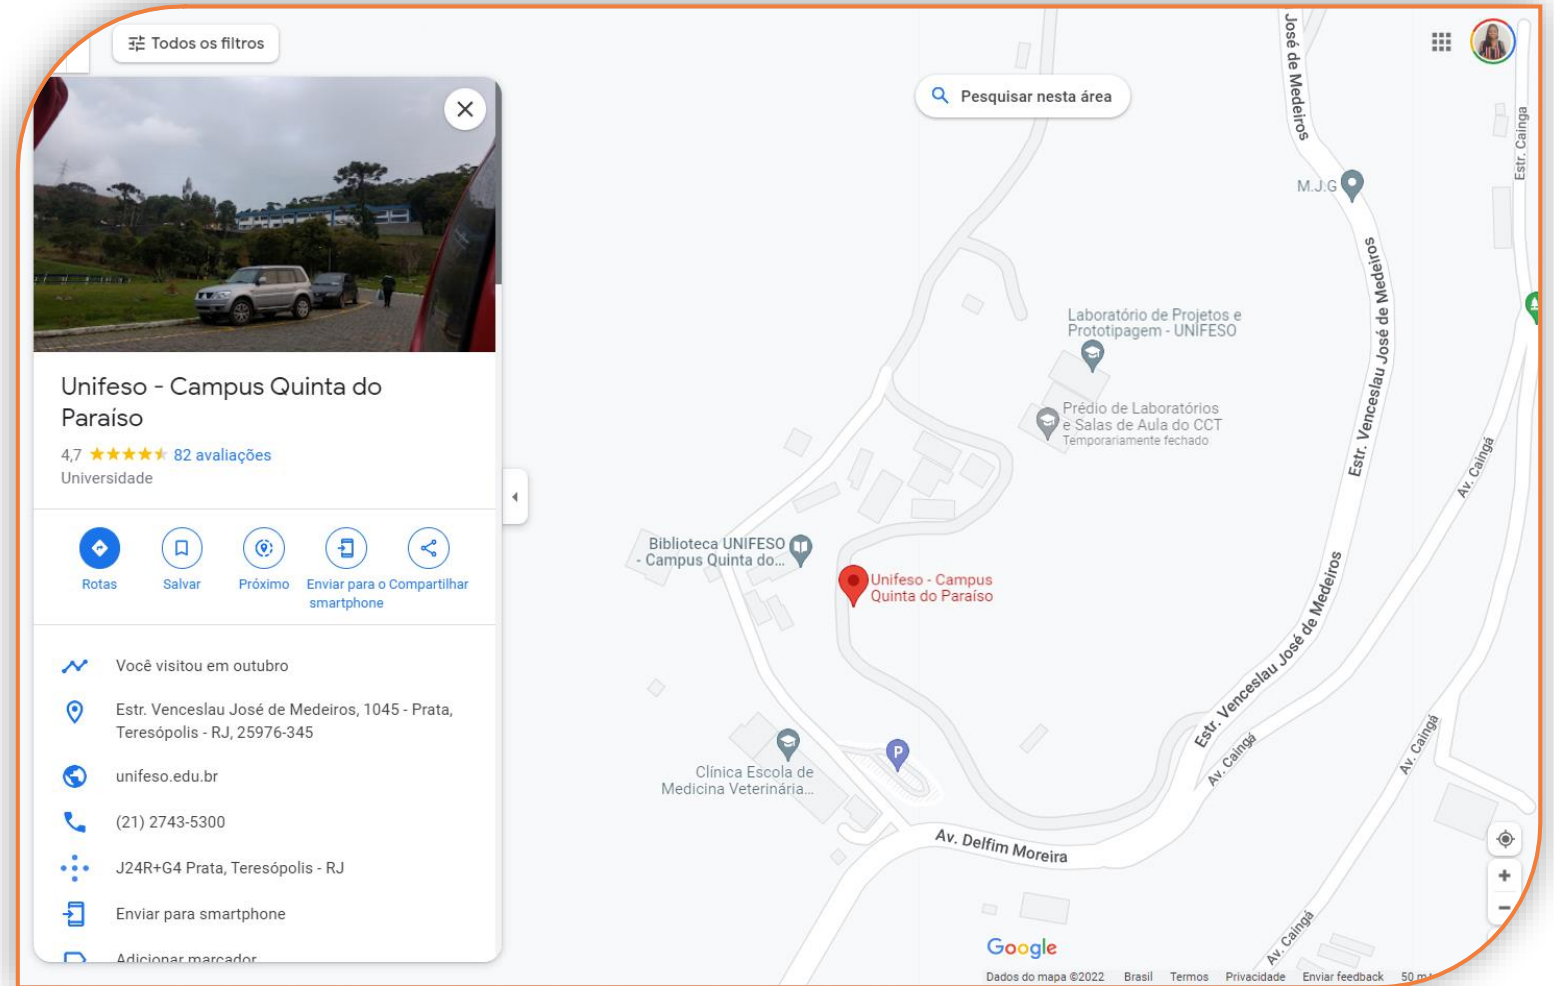 Todos os filtros
Unifeso - Campus Quinta do
Paraíso
4,7
82 avaliações
Universidade
Rotas
Salvar
Próximo
Enviar para o
smartphone
Compartilhar
Você visitou em outubro
Estr. Venceslau José de Medeiros, 1045 - Prata,
Teresópolis - RJ, 25976-345
unifeso.edu.br
(21) 2743-5300
J24R+G4 Prata, Teresópolis - RJ
Enviar para smartphone
Adicionar marcador
Pesquisar nesta área
José de Medeiros
Estr. Cainga
M.J.G
Estr. Venceslau José de Medeiros
Laboratório de Projetos e
Prototipagem - UNIFESO
Prédio de Laboratórios
e Salas de Aula do CCT
Temporariamente fechado
Av. Caingá
Biblioteca UNIFESO
- Campus Quinta do...
Unifeso - Campus
Quinta do Paraíso
Estr. Venceslau José de Medeiros
Av. Caingá
Av. Caingá
P
Clínica Escola de
Medicina Veterinária...
Av. Delfim Moreira
Av. Caingá
Google
Dados do mapa ©2022
Brasil
Termos
Privacidade
Enviar feedback
50 m